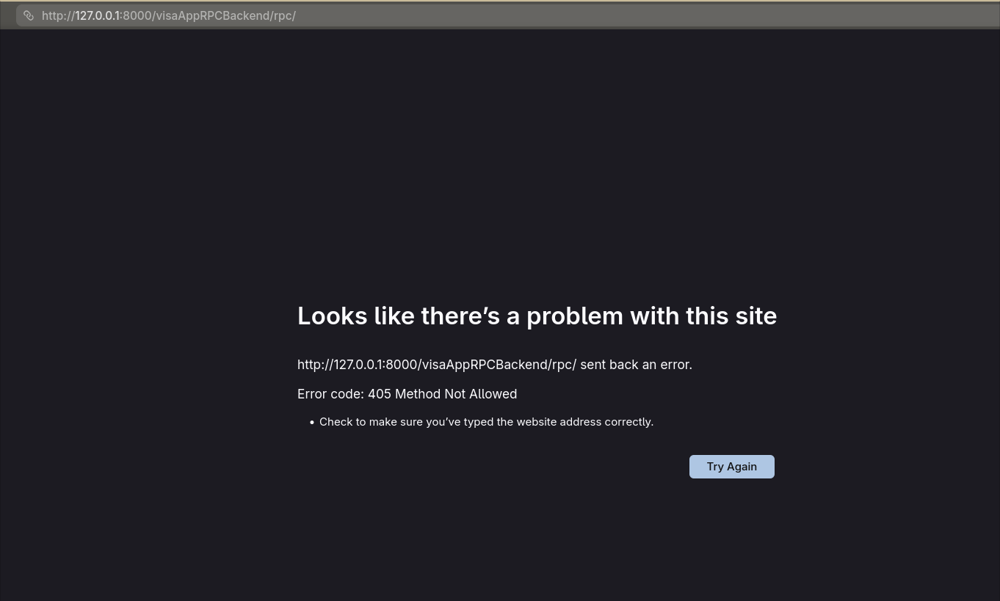 http://127.0.0.1:8000/visaAppRPCBackend/rpc/
Looks like there’s a problem with this site
http://127.0.0.1:8000/visaAppRPCBackend/rpc/ sent back an error.
Error code: 405 Method Not Allowed
• Check to make sure you’ve typed the website address correctly.
Try Again